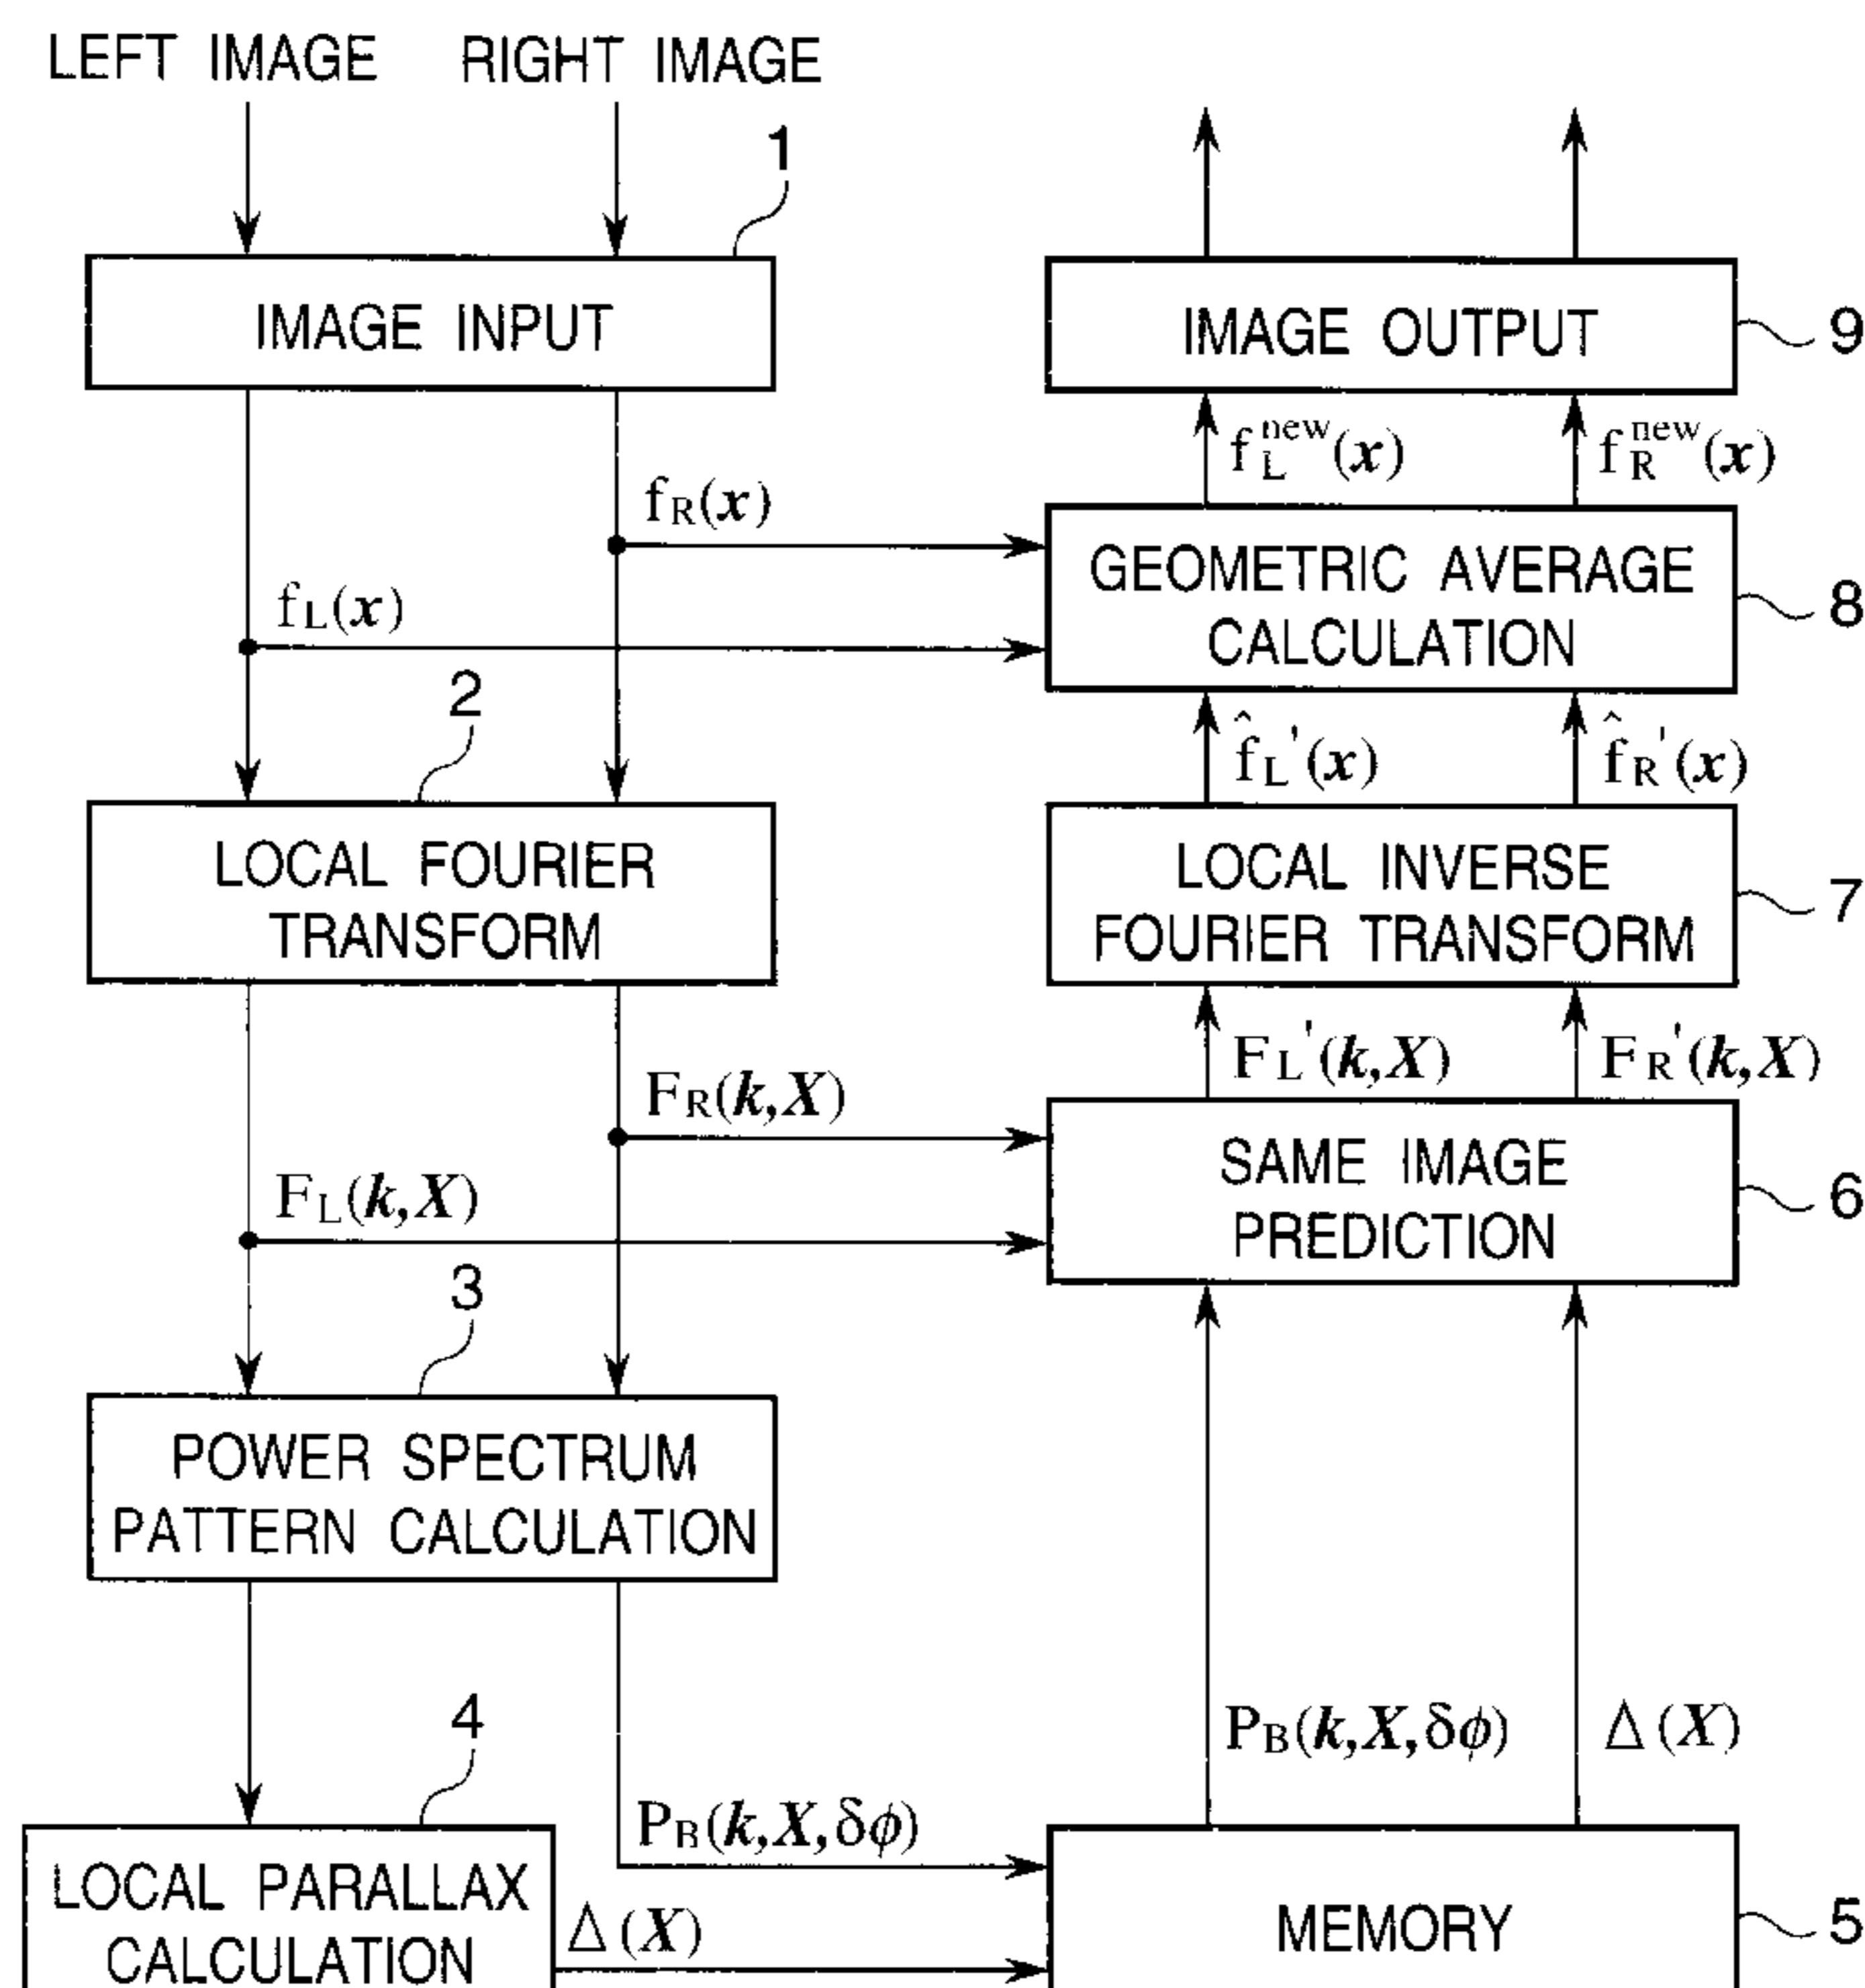 LEFT IMAGE
RIGHT IMAGE
1
IMAGE INPUT
IMAGE OUTPUT
9
f_L^new(x)
f_R^new(x)
f_R(x)
f_L(x)
GEOMETRIC AVERAGE
CALCULATION
8
2
f̂_L'(x)
f̂_R'(x)
LOCAL FOURIER
TRANSFORM
LOCAL INVERSE
FOURIER TRANSFORM
7
F_L'(k,X)
F_R'(k,X)
F_R(k,X)
F_L(k,X)
SAME IMAGE
PREDICTION
6
3
POWER SPECTRUM
PATTERN CALCULATION
4
P_B(k,X,δϕ)
Δ(X)
P_B(k,X,δϕ)
LOCAL PARALLAX
CALCULATION
Δ(X)
MEMORY
5